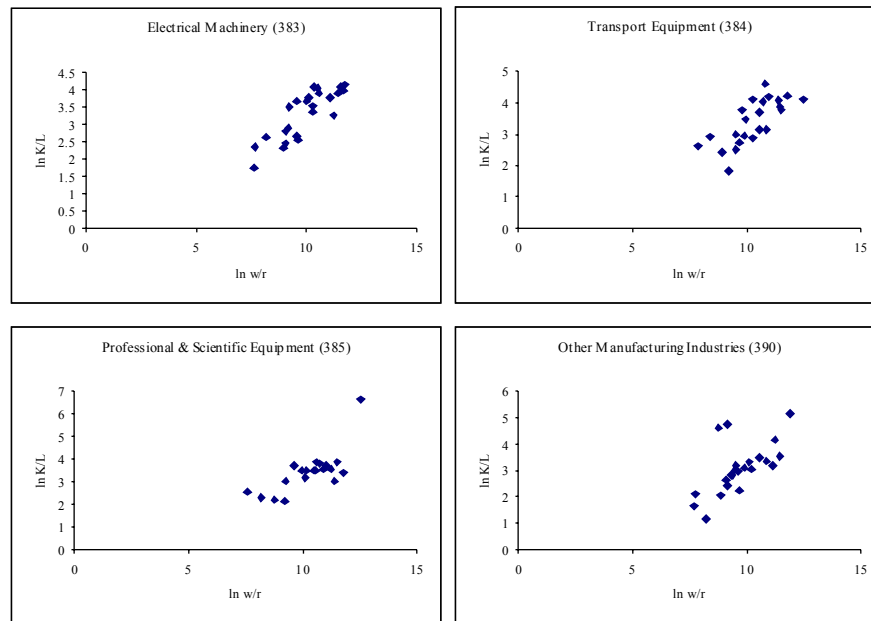 Electrical Machinery (383)
4.5
4
3.5
3
2.5
2
1.5
1
0.5
0
ln K/L
0 5 10 15
ln w/r
Transport Equipment (384)
5
4
3
2
1
0
ln K/L
0 5 10 15
ln w/r
Professional & Scientific Equipment (385)
7
6
5
4
3
2
1
0
ln K/L
0 5 10 15
ln w/r
Other Manufacturing Industries (390)
6
5
4
3
2
1
0
ln K/L
0 5 10 15
ln w/r